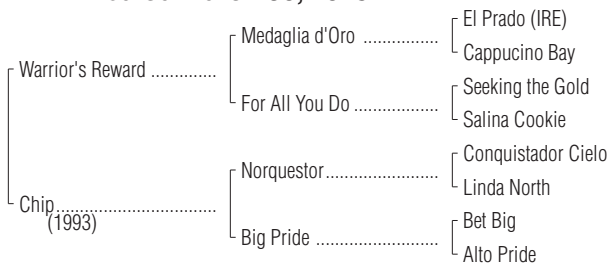 El Prado (IRE)
Medaglia d'Oro ................
Cappucino Bay
Warrior's Reward ..............
Seeking the Gold
For All You Do ..................
Salina Cookie
Conquistador Cielo
Norquestor........................
Linda North
Chip..................................
(1993)
Bet Big
Big Pride ..........................
Alto Pride